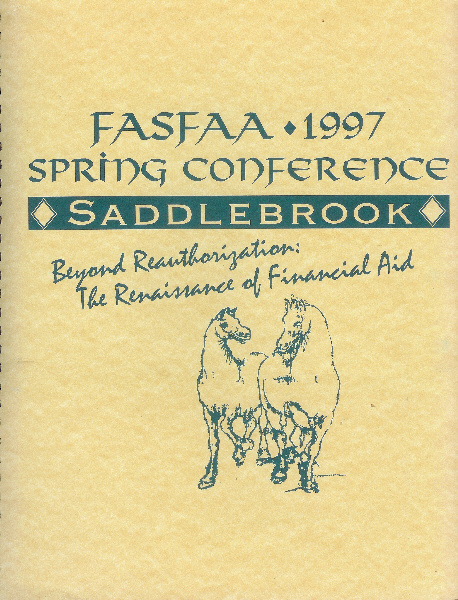 FASFAA ♦ 1997
SPRING CONFERENCE
SADDLEBROOK
Beyond Reauthorization:
The Renaissance of Financial Aid